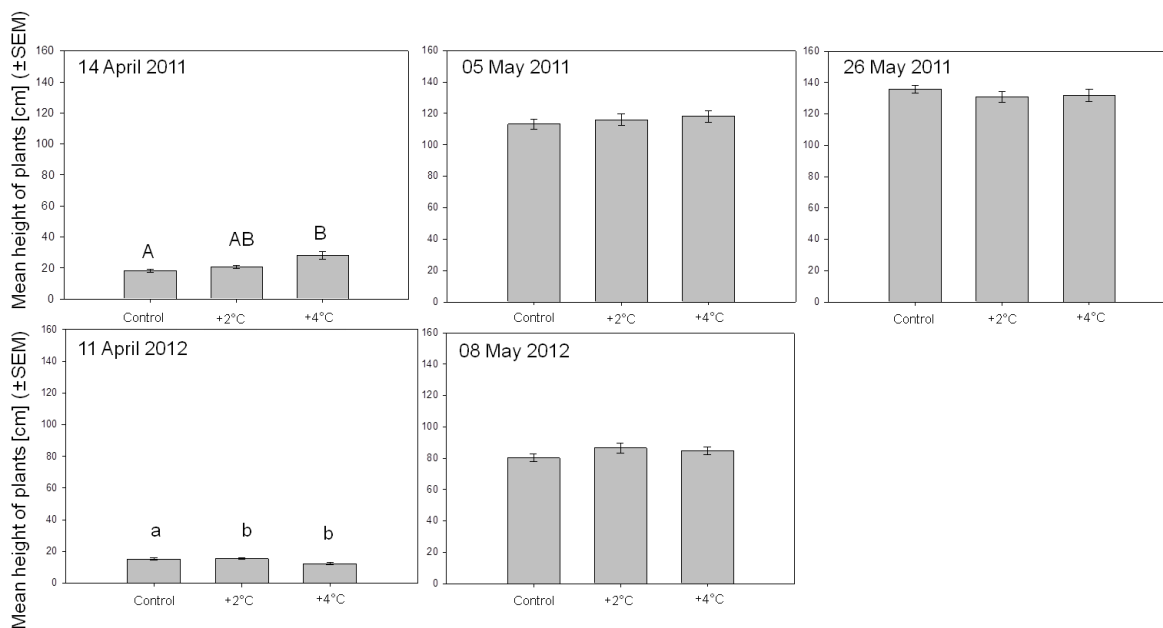 Mean height of plants [cm] (±SEM)
14 April 2011
160
140
120
100
80
60
40
20
0
A
AB
B
Control
+2°C
+4°C
05 May 2011
160
140
120
100
80
60
40
20
0
Control
+2°C
+4°C
26 May 2011
160
140
120
100
80
60
40
20
0
Control
+2°C
+4°C
Mean height of plants [cm] (±SEM)
11 April 2012
160
140
120
100
80
60
40
20
0
a
b
b
Control
+2°C
+4°C
08 May 2012
160
140
120
100
80
60
40
20
0
Control
+2°C
+4°C